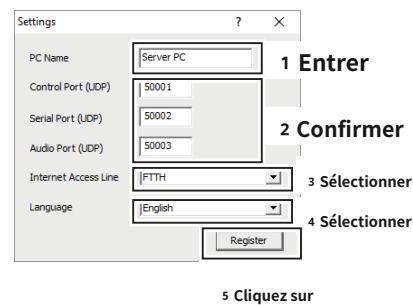 Settings ? ×
PC Name Server PC
1 Entrer
Control Port (UDP) 50001
Serial Port (UDP) 50002
2 Confirmer
Audio Port (UDP) 50003
Internet Access Line FTTH
3 Sélectionner
Language English
4 Sélectionner
Register
5 Cliquez sur